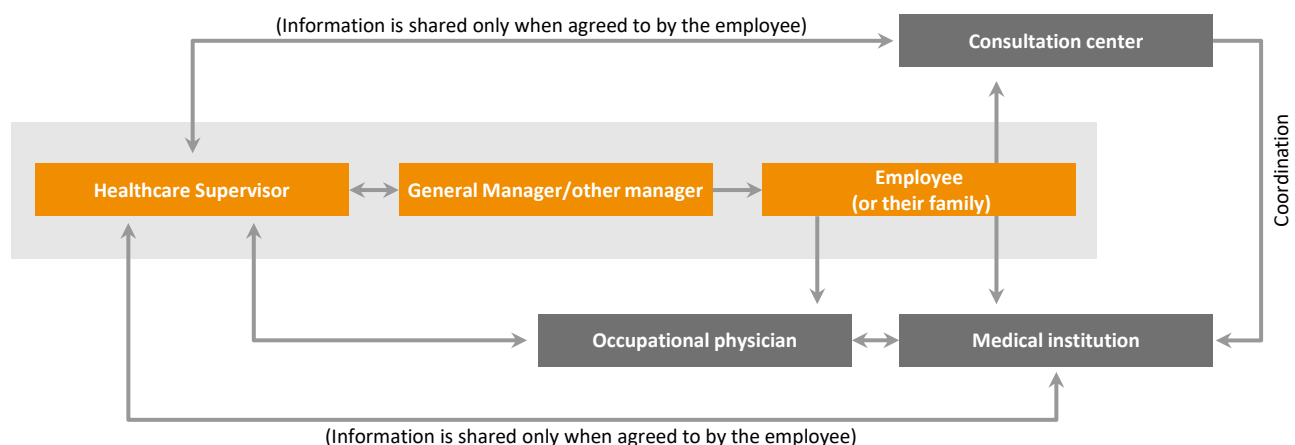 (Information is shared only when agreed to by the employee)
Consultation center
Healthcare Supervisor
General Manager/other manager
Employee
(or their family)
Coordination
Occupational physician
Medical institution
(Information is shared only when agreed to by the employee)